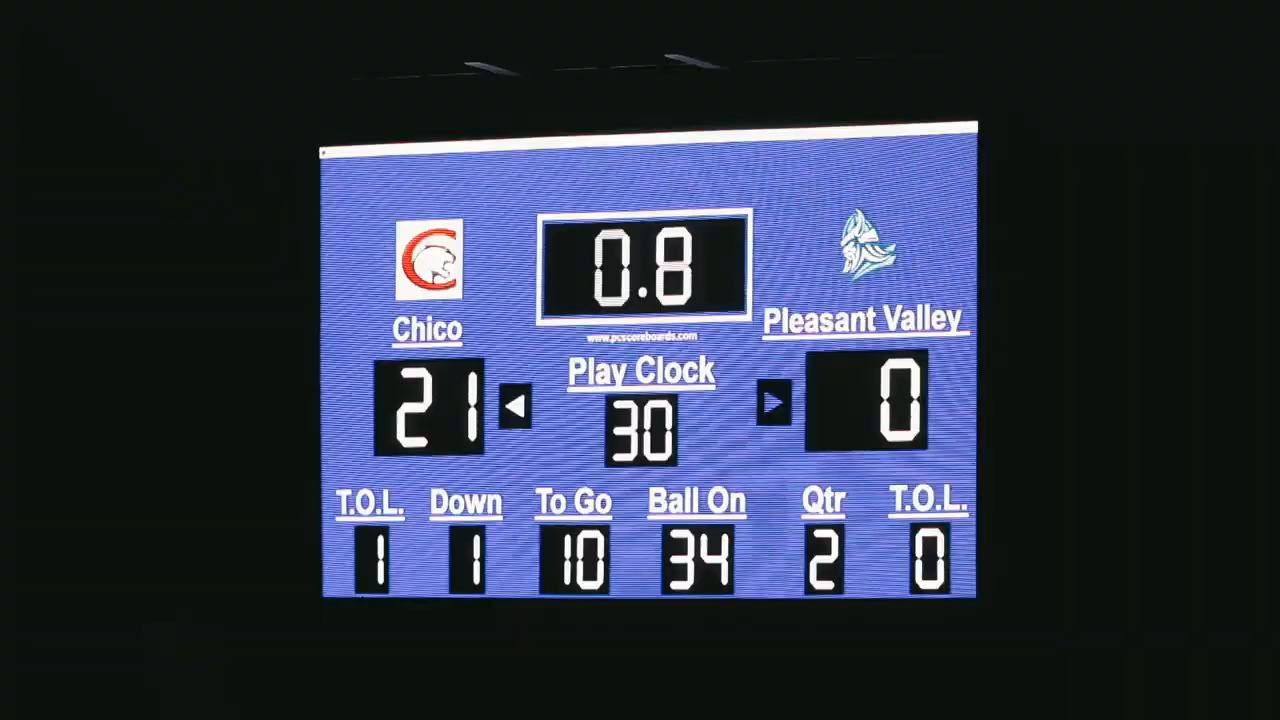 0.8
www.pcscoreboards.com
Chico
Pleasant Valley
21
Play Clock
30
0
T.O.L. Down To Go Ball On Qtr T.O.L.
1 1 10 34 2 0